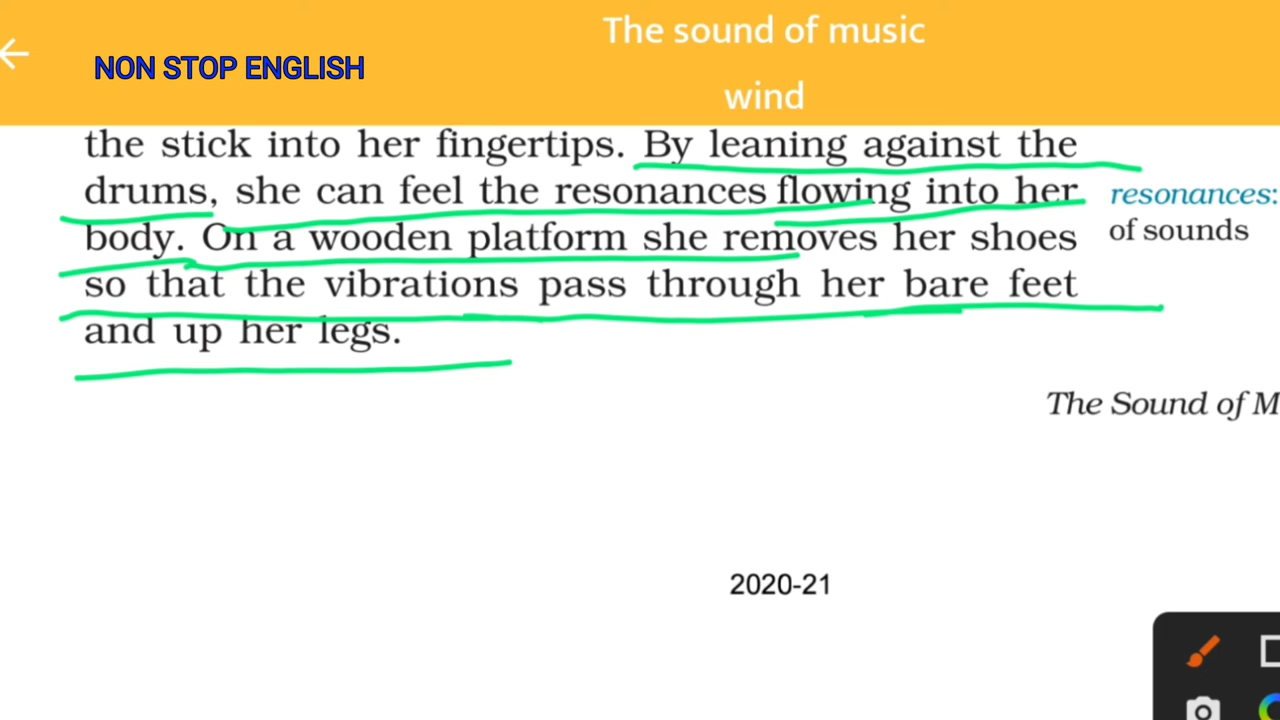 The sound of music
NON STOP ENGLISH
wind
the stick into her fingertips. By leaning against the
drums, she can feel the resonances flowing into her
resonances:
body. On a wooden platform she removes her shoes
of sounds
so that the vibrations pass through her bare feet
and up her legs.
The Sound of M
2020-21